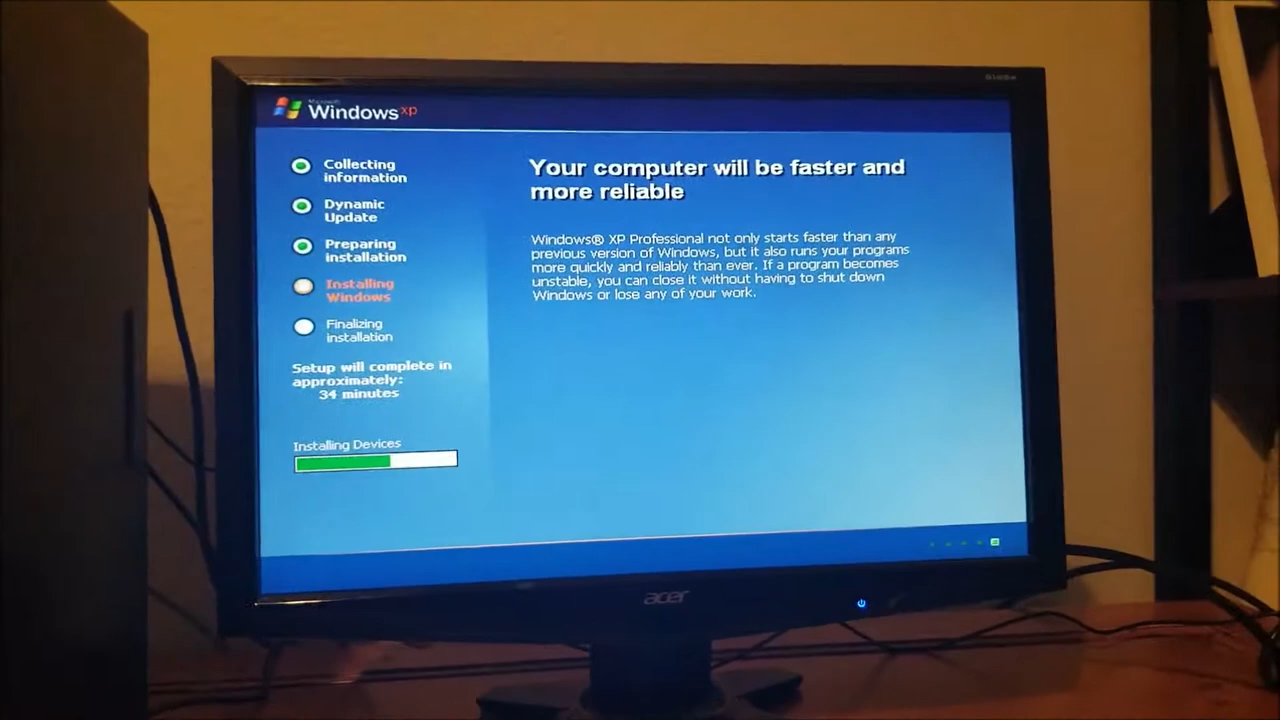 Microsoft
Windows xp
Collecting
information
Dynamic
Update
Preparing
installation
Installing
Windows
Finalizing
installation
Setup will complete in
approximately:
34 minutes
Installing Devices
Your computer will be faster and
more reliable
Windows® XP Professional not only starts faster than any
previous version of Windows, but it also runs your programs
more quickly and reliably than ever. If a program becomes
unstable, you can close it without having to shut down
Windows or lose any of your work.
acer